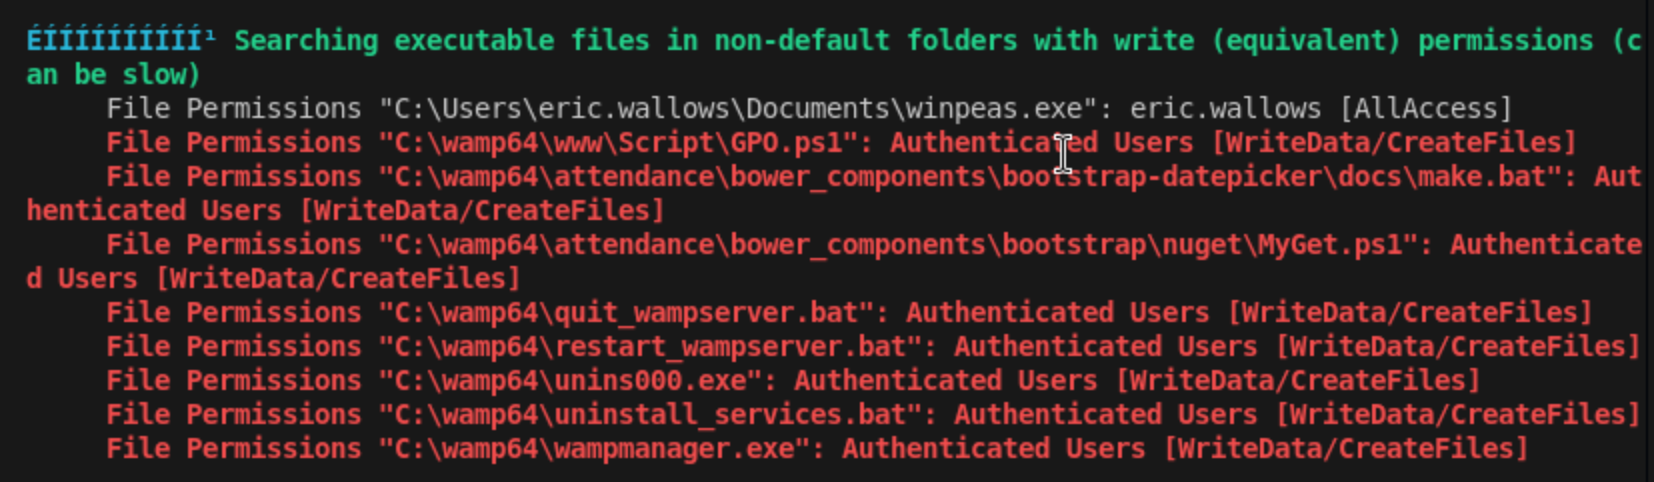 ÉÍÍÍÍÍÍÍÍÍÍ¹ Searching executable files in non-default folders with write (equivalent) permissions (c
an be slow)
File Permissions "C:\Users\eric.wallows\Documents\winpeas.exe": eric.wallows [AllAccess]
File Permissions "C:\wamp64\www\Script\GPO.ps1": Authenticated Users [WriteData/CreateFiles]
File Permissions "C:\wamp64\attendance\bower_components\bootstrap-datepicker\docs\make.bat": Aut
henticated Users [WriteData/CreateFiles]
File Permissions "C:\wamp64\attendance\bower_components\bootstrap\nuget\MyGet.ps1": Authenticate
d Users [WriteData/CreateFiles]
File Permissions "C:\wamp64\quit_wampserver.bat": Authenticated Users [WriteData/CreateFiles]
File Permissions "C:\wamp64\restart_wampserver.bat": Authenticated Users [WriteData/CreateFiles]
File Permissions "C:\wamp64\unins000.exe": Authenticated Users [WriteData/CreateFiles]
File Permissions "C:\wamp64\uninstall_services.bat": Authenticated Users [WriteData/CreateFiles]
File Permissions "C:\wamp64\wampmanager.exe": Authenticated Users [WriteData/CreateFiles]